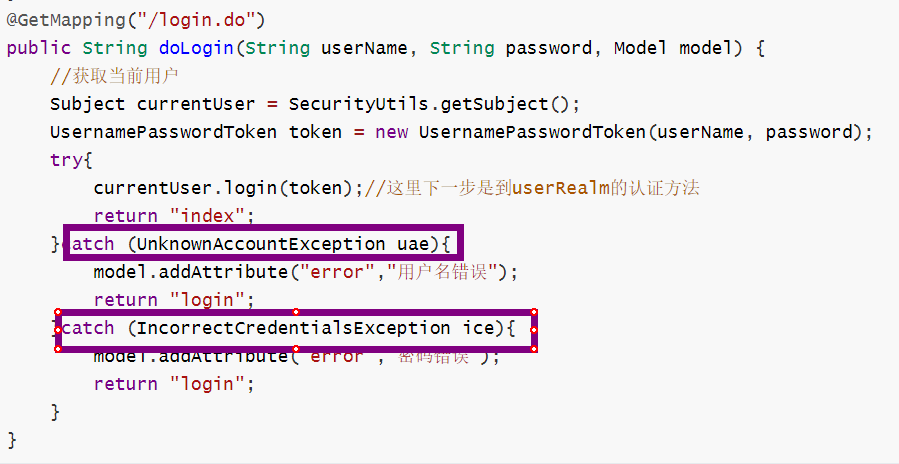 @GetMapping("/login.do")
public String doLogin(String userName, String password, Model model) {
//获取当前用户
Subject currentUser = SecurityUtils.getSubject();
UsernamePasswordToken token = new UsernamePasswordToken(userName, password);
try{
currentUser.login(token);//这里下一步是到userRealm的认证方法
return "index";
}catch (UnknownAccountException uae){
model.addAttribute("error","用户名错误");
return "login";
}catch (IncorrectCredentialsException ice){
model.addAttribute("error","密码错误");
return "login";
}
}